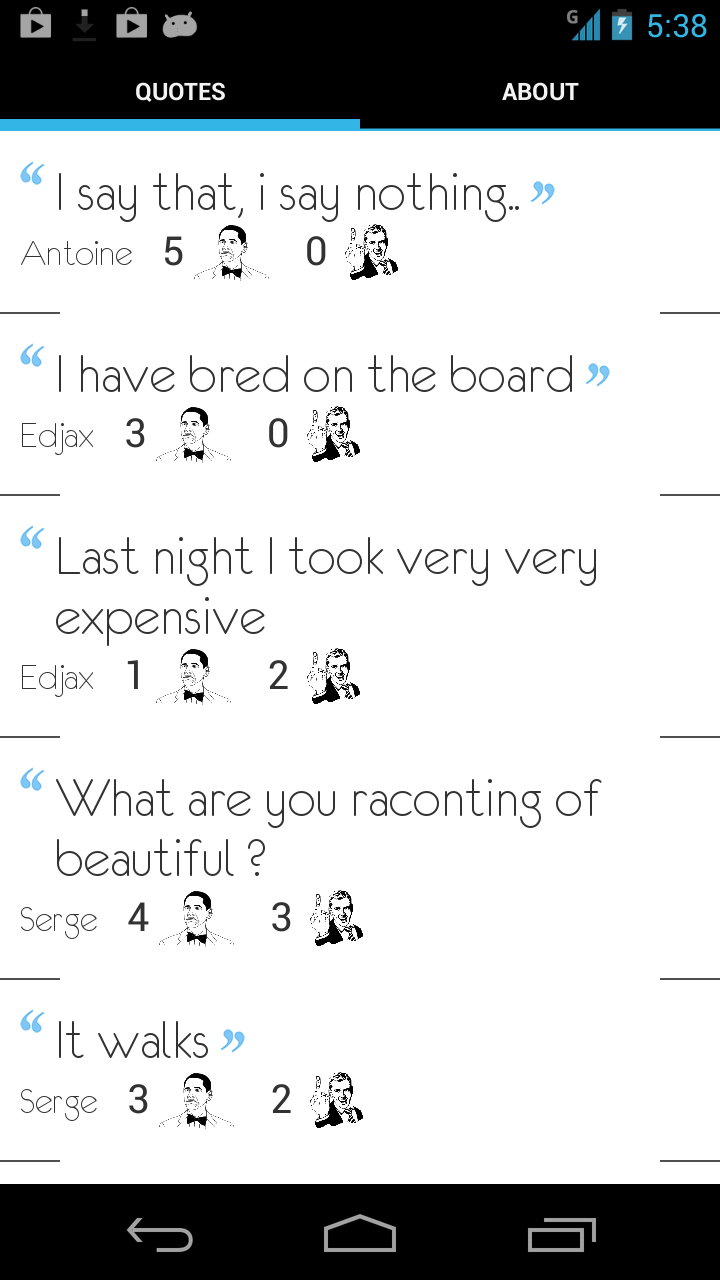 G 5:38
QUOTES ABOUT
“ I say that, i say nothing.. ”
Antoine 5 0
“ I have bred on the board ”
Edjax 3 0
“ Last night I took very very
expensive
Edjax 1 2
“ What are you raconting of
beautiful ?
Serge 4 3
“ It walks ”
Serge 3 2